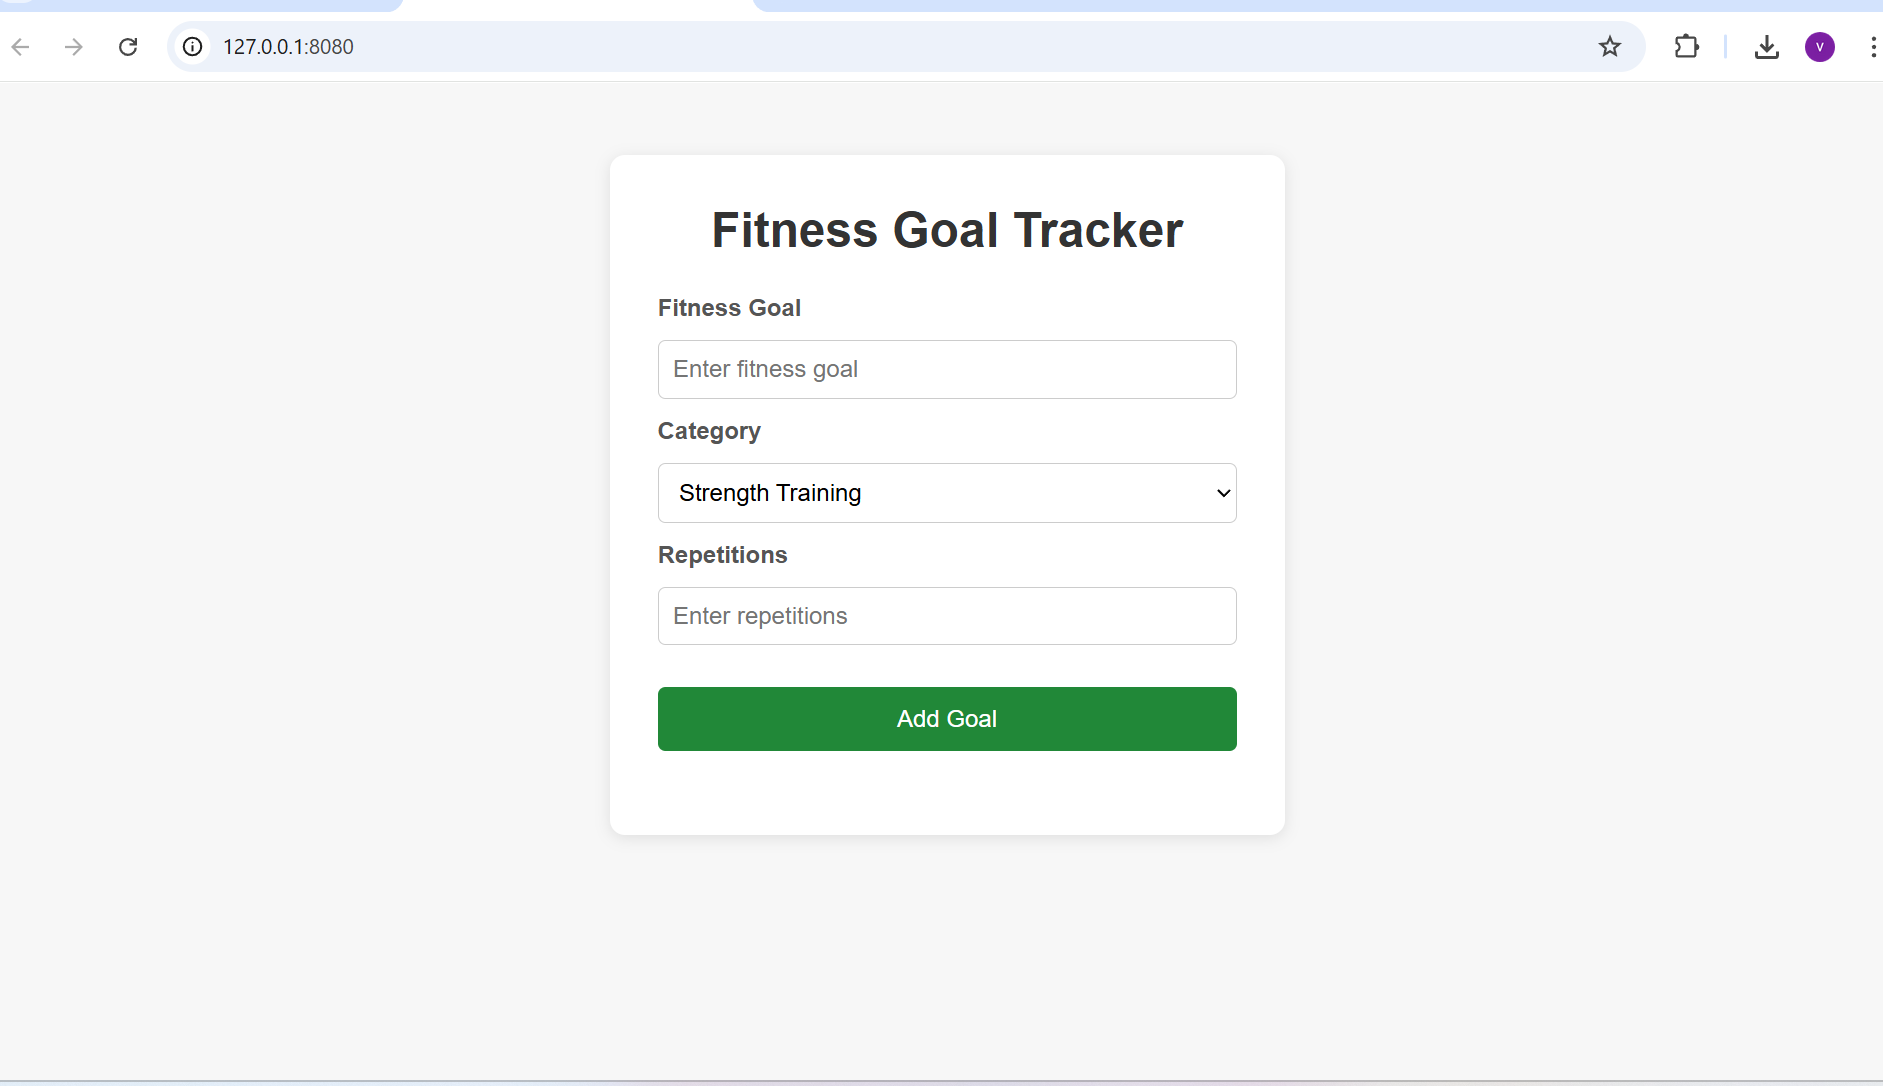 127.0.0.1:8080
V
Fitness Goal Tracker
Fitness Goal
Enter fitness goal
Category
Strength Training
Repetitions
Enter repetitions
Add Goal